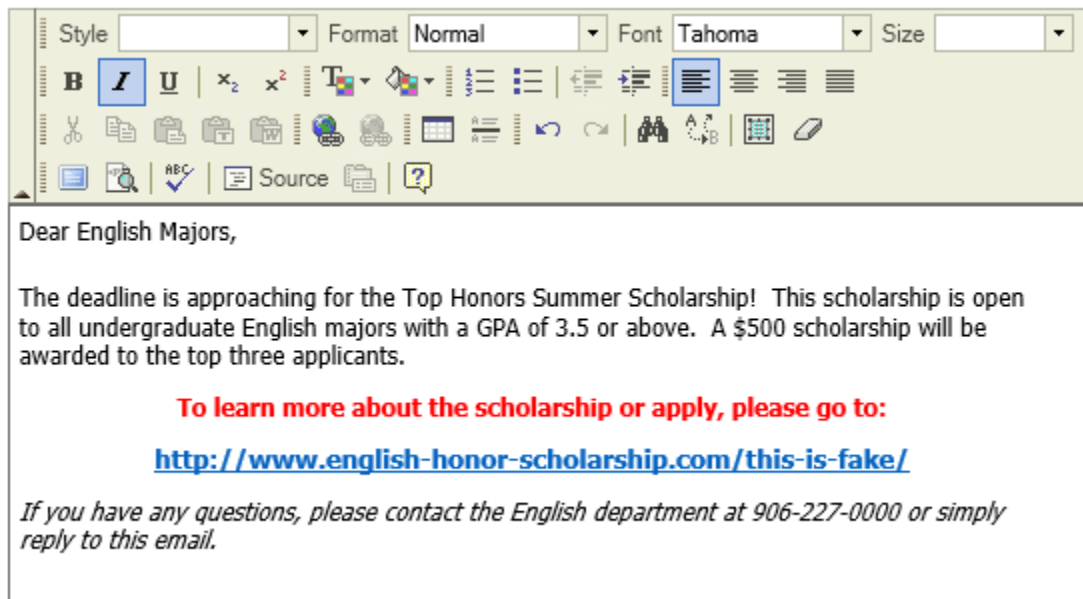 Style Format Normal Font Tahoma Size
B I U x₂ x² T
ABC Source ?
Dear English Majors,
The deadline is approaching for the Top Honors Summer Scholarship!  This scholarship is open
to all undergraduate English majors with a GPA of 3.5 or above.  A $500 scholarship will be
awarded to the top three applicants.
To learn more about the scholarship or apply, please go to:
http://www.english-honor-scholarship.com/this-is-fake/
If you have any questions, please contact the English department at 906-227-0000 or simply
reply to this email.